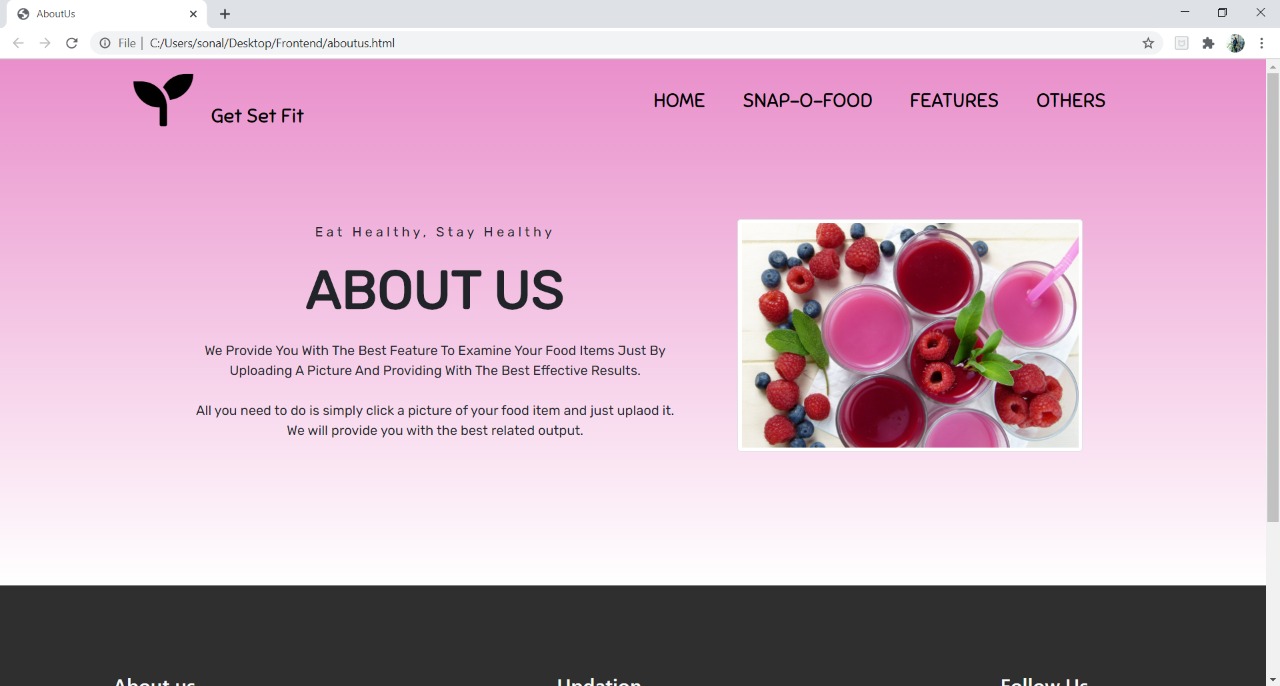 AboutUs
File | C:/Users/sonal/Desktop/Frontend/aboutus.html
Get Set Fit
HOME SNAP-O-FOOD FEATURES OTHERS
Eat Healthy, Stay Healthy
ABOUT US
We Provide You With The Best Feature To Examine Your Food Items Just By
Uploading A Picture And Providing With The Best Effective Results.
All you need to do is simply click a picture of your food item and just uplaod it.
We will provide you with the best related output.
About us Updation Follow Us